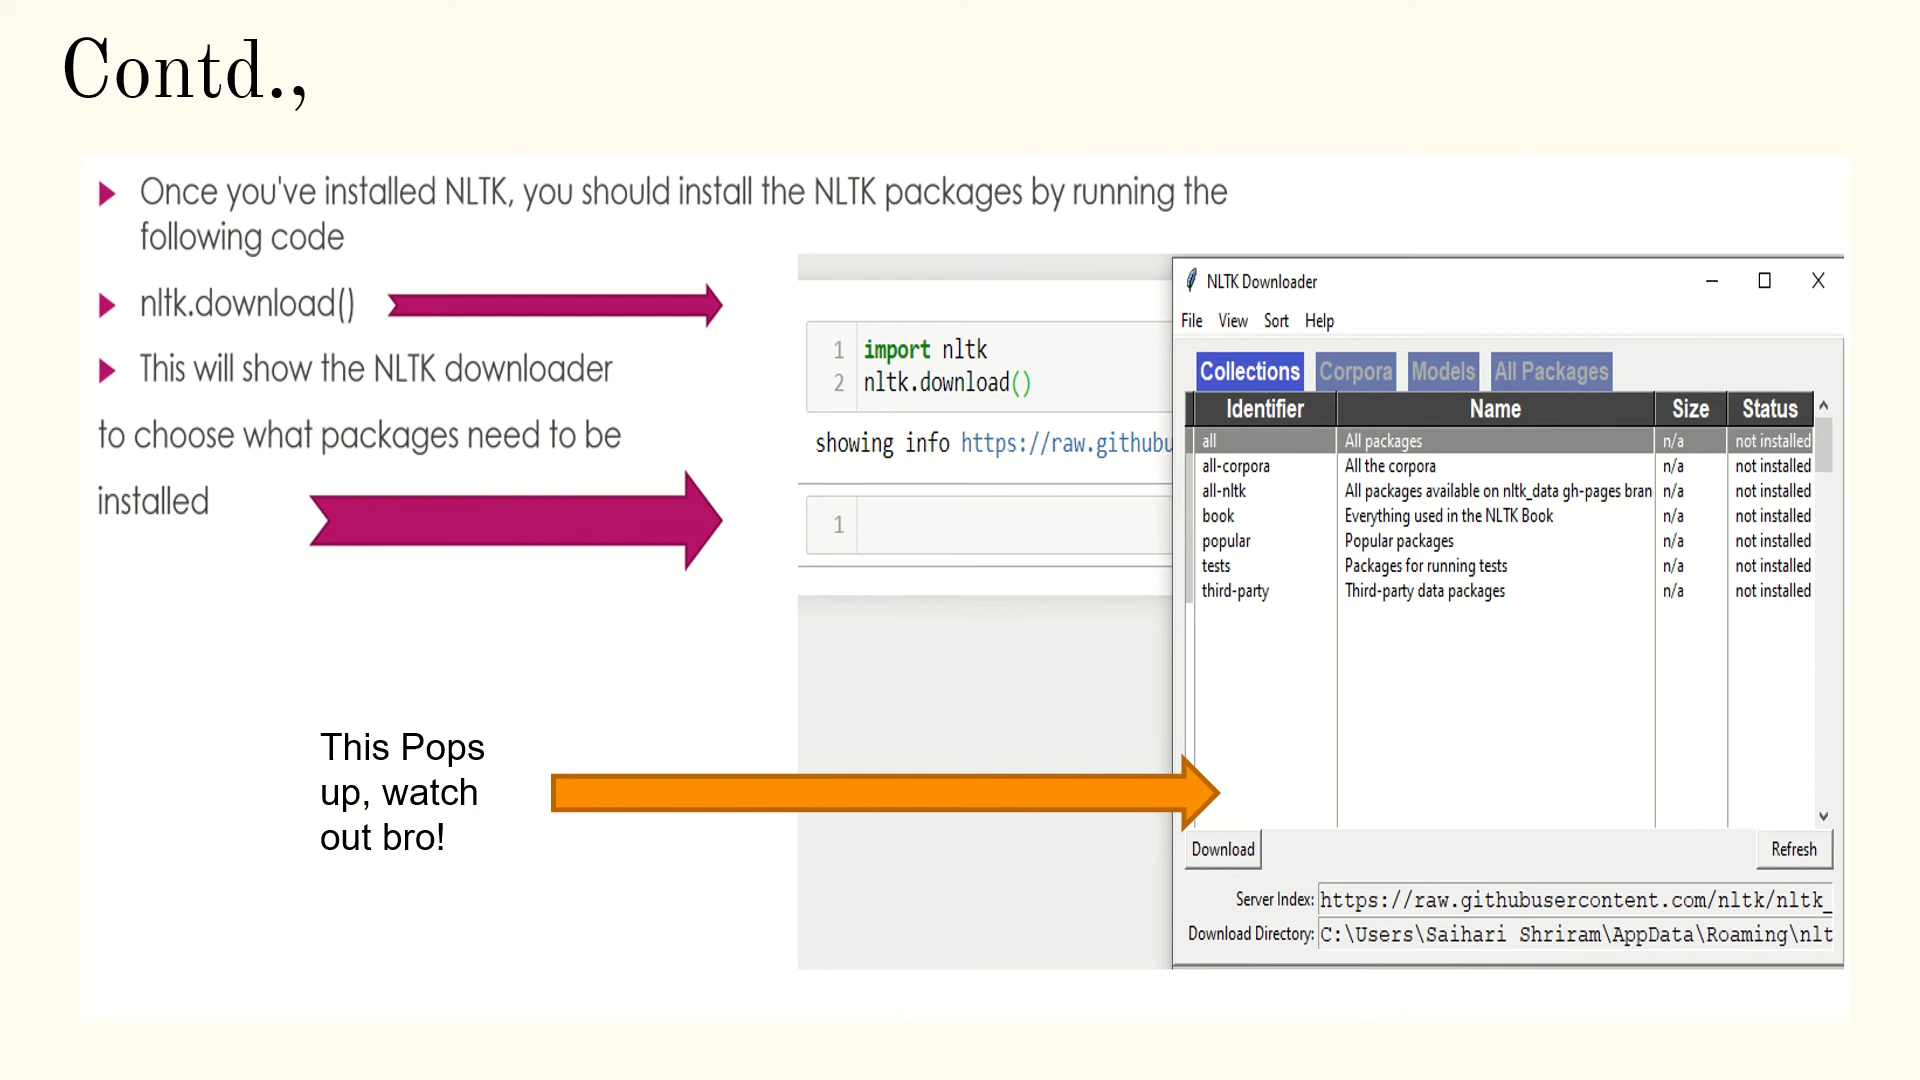 Contd.,
Once you've installed NLTK, you should install the NLTK packages by running the
following code
nltk.download()
This will show the NLTK downloader
to choose what packages need to be
installed
This Pops
up, watch
out bro!
1 import nltk
2 nltk.download()
showing info https://raw.githubu
1
NLTK Downloader
File View Sort Help
Collections Corpora Models All Packages
Identifier Name Size Status
all All packages n/a not installed
all-corpora All the corpora n/a not installed
all-nltk All packages available on nltk_data gh-pages bran n/a not installed
book Everything used in the NLTK Book n/a not installed
popular Popular packages n/a not installed
tests Packages for running tests n/a not installed
third-party Third-party data packages n/a not installed
Download Refresh
Server Index: https://raw.githubusercontent.com/nltk/nltk_
Download Directory: C:\Users\Saihari Shriram\AppData\Roaming\nlt